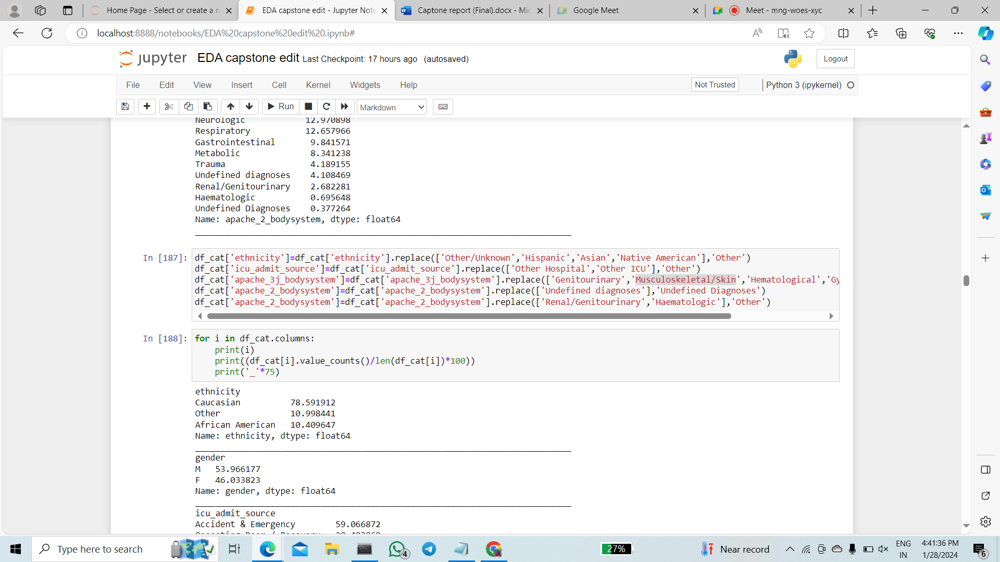 Home Page - Select or create a n
EDA capstone edit - Jupyter Note
Captone report (Final).docx - Mic
Google Meet
Meet - mng-woes-xyc
localhost:8888/notebooks/EDA%20capstone%20edit%20.ipynb#
jupyter EDA capstone edit Last Checkpoint: 17 hours ago (autosaved)
Logout
File Edit View Insert Cell Kernel Widgets Help
Not Trusted
Python 3 (ipykernel)
Run
Markdown
Neurologic 12.970898
Respiratory 12.657966
Gastrointestinal 9.841571
Metabolic 8.341238
Trauma 4.189155
Undefined diagnoses 4.108469
Renal/Genitourinary 2.682281
Haematologic 0.695648
Undefined Diagnoses 0.377264
Name: apache_2_bodysystem, dtype: float64
___________________________________________________________________________
In [187]:
df_cat['ethnicity']=df_cat['ethnicity'].replace(['Other/Unknown','Hispanic','Asian','Native American'],'Other')
df_cat['icu_admit_source']=df_cat['icu_admit_source'].replace(['Other Hospital','Other ICU'],'Other')
df_cat['apache_3j_bodysystem']=df_cat['apache_3j_bodysystem'].replace(['Genitourinary','Musculoskeletal/Skin','Hematological','Gy
df_cat['apache_2_bodysystem']=df_cat['apache_2_bodysystem'].replace(['Undefined diagnoses'],'Undefined Diagnoses')
df_cat['apache_2_bodysystem']=df_cat['apache_2_bodysystem'].replace(['Renal/Genitourinary','Haematologic'],'Other')
In [188]:
for i in df_cat.columns:
    print(i)
    print((df_cat[i].value_counts()/len(df_cat[i])*100))
    print('_'*75)
ethnicity
Caucasian 78.591912
Other 10.998441
African American 10.409647
Name: ethnicity, dtype: float64
___________________________________________________________________________
gender
M 53.966177
F 46.033823
Name: gender, dtype: float64
___________________________________________________________________________
icu_admit_source
Accident & Emergency 59.066872
Type here to search
4
27%
Near record
ENG
IN
4:41:36 PM
1/28/2024
6